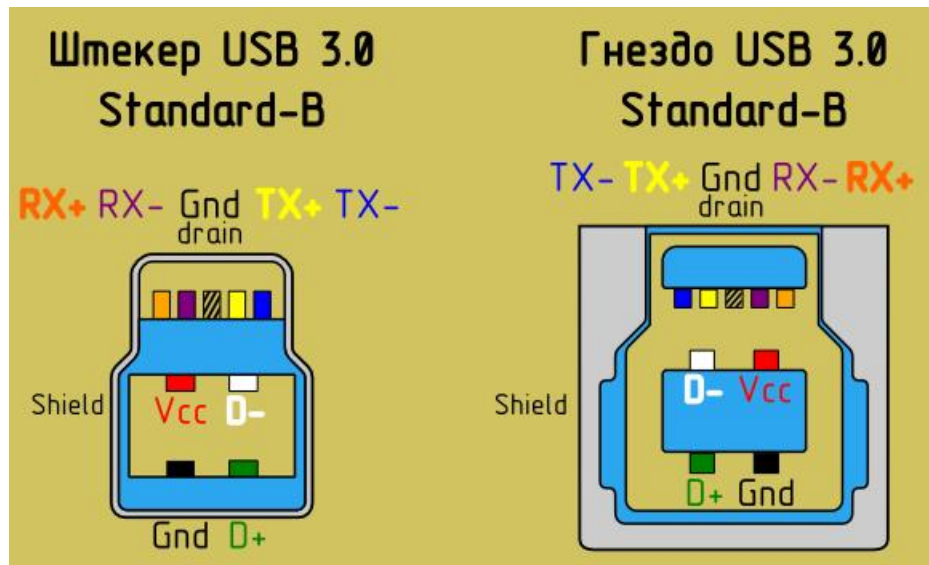 Штекер USB 3.0
Standard-B
RX+ RX- Gnd TX+ TX-
drain
Shield
Vcc D-
Gnd D+
Гнездо USB 3.0
Standard-B
TX- TX+ Gnd RX- RX+
drain
Shield
D- Vcc
D+ Gnd